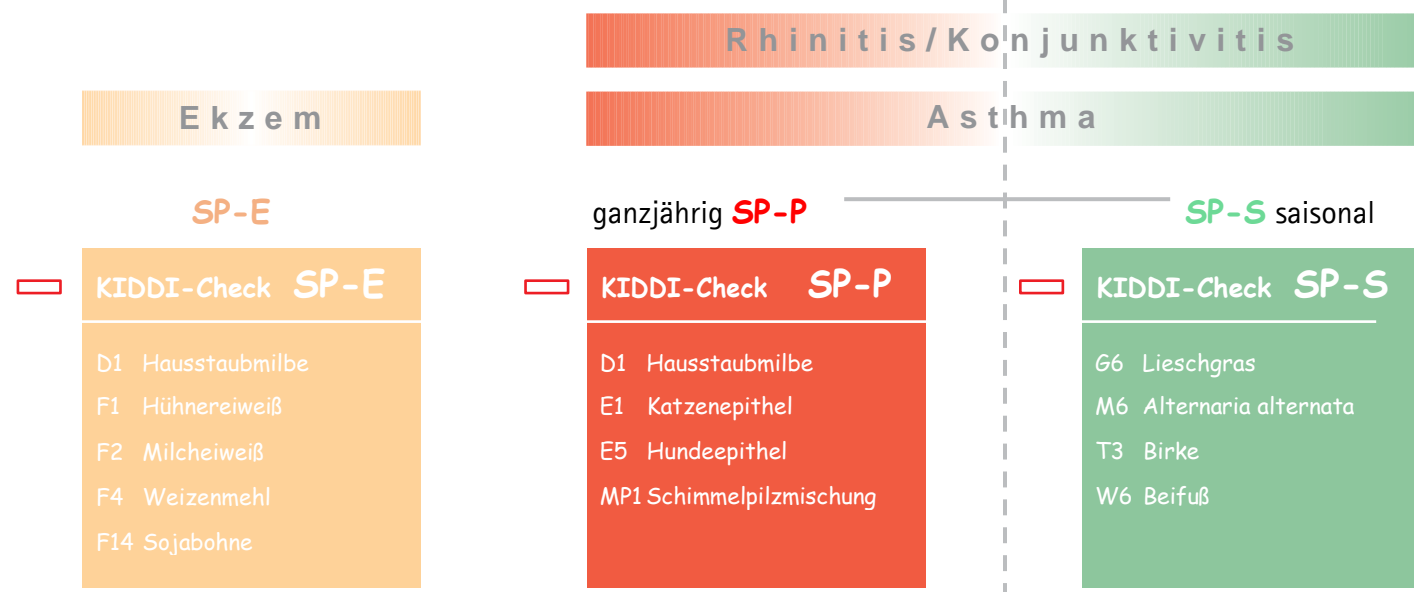 Rhinitis/Konjunktivitis
Ekzem
Asthma
SP-E
ganzjährig SP-P
SP-S saisonal
KIDDI-Check SP-E
D1 Hausstaubmilbe
F1 Hühnereiweiß
F2 Milcheiweiß
F4 Weizenmehl
F14 Sojabohne
KIDDI-Check SP-P
D1 Hausstaubmilbe
E1 Katzenepithel
E5 Hundeepithel
MP1 Schimmelpilzmischung
KIDDI-Check SP-S
G6 Lieschgras
M6 Alternaria alternata
T3 Birke
W6 Beifuß